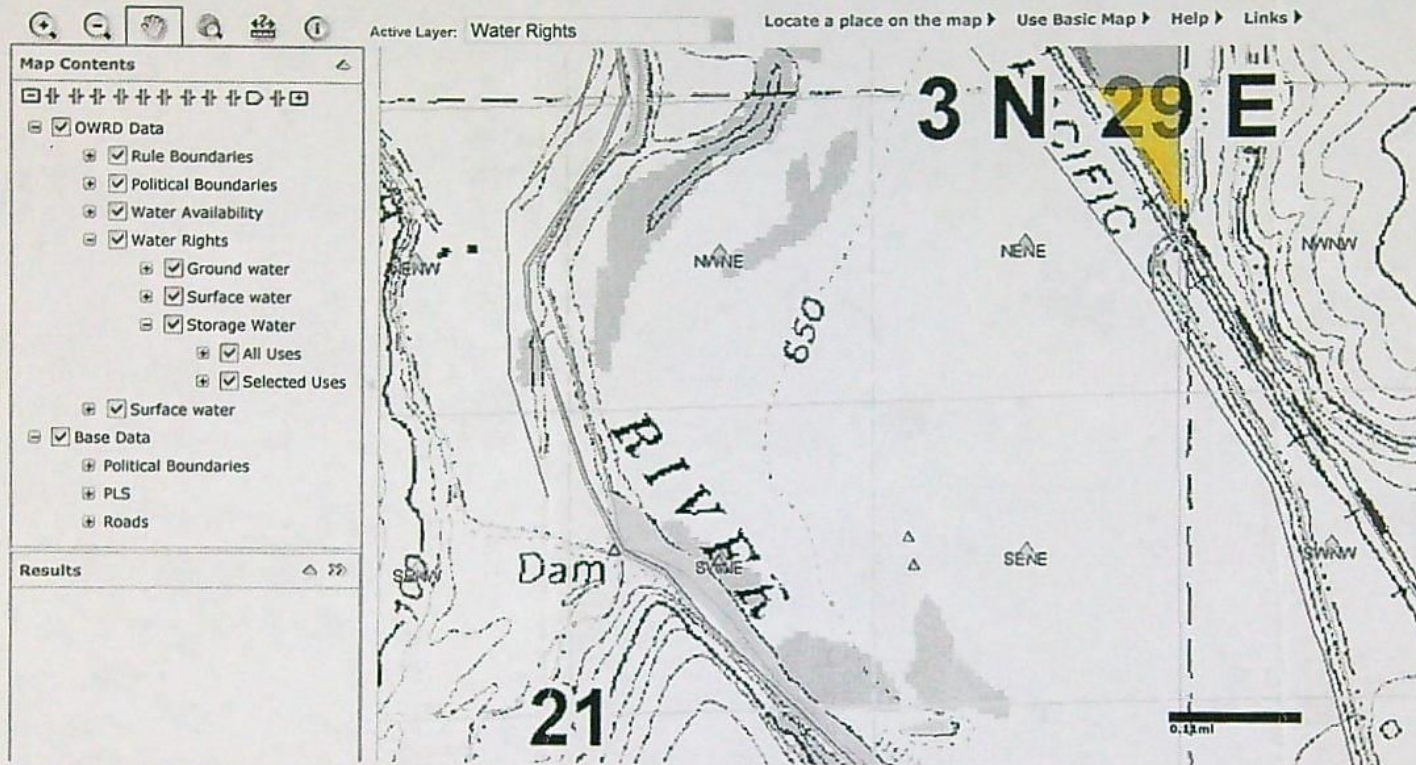 Active Layer: Water Rights
Locate a place on the map Use Basic Map Help Links
Map Contents
OWRD Data
Rule Boundaries
Political Boundaries
Water Availability
Water Rights
Ground water
Surface water
Storage Water
All Uses
Selected Uses
Surface water
Base Data
Political Boundaries
PLS
Roads
Results
3 N 29 E
CIFIC
NWNE
NENE
NWNW
650
RIVER
Dam
SENE
SWNW
21
0.11mi